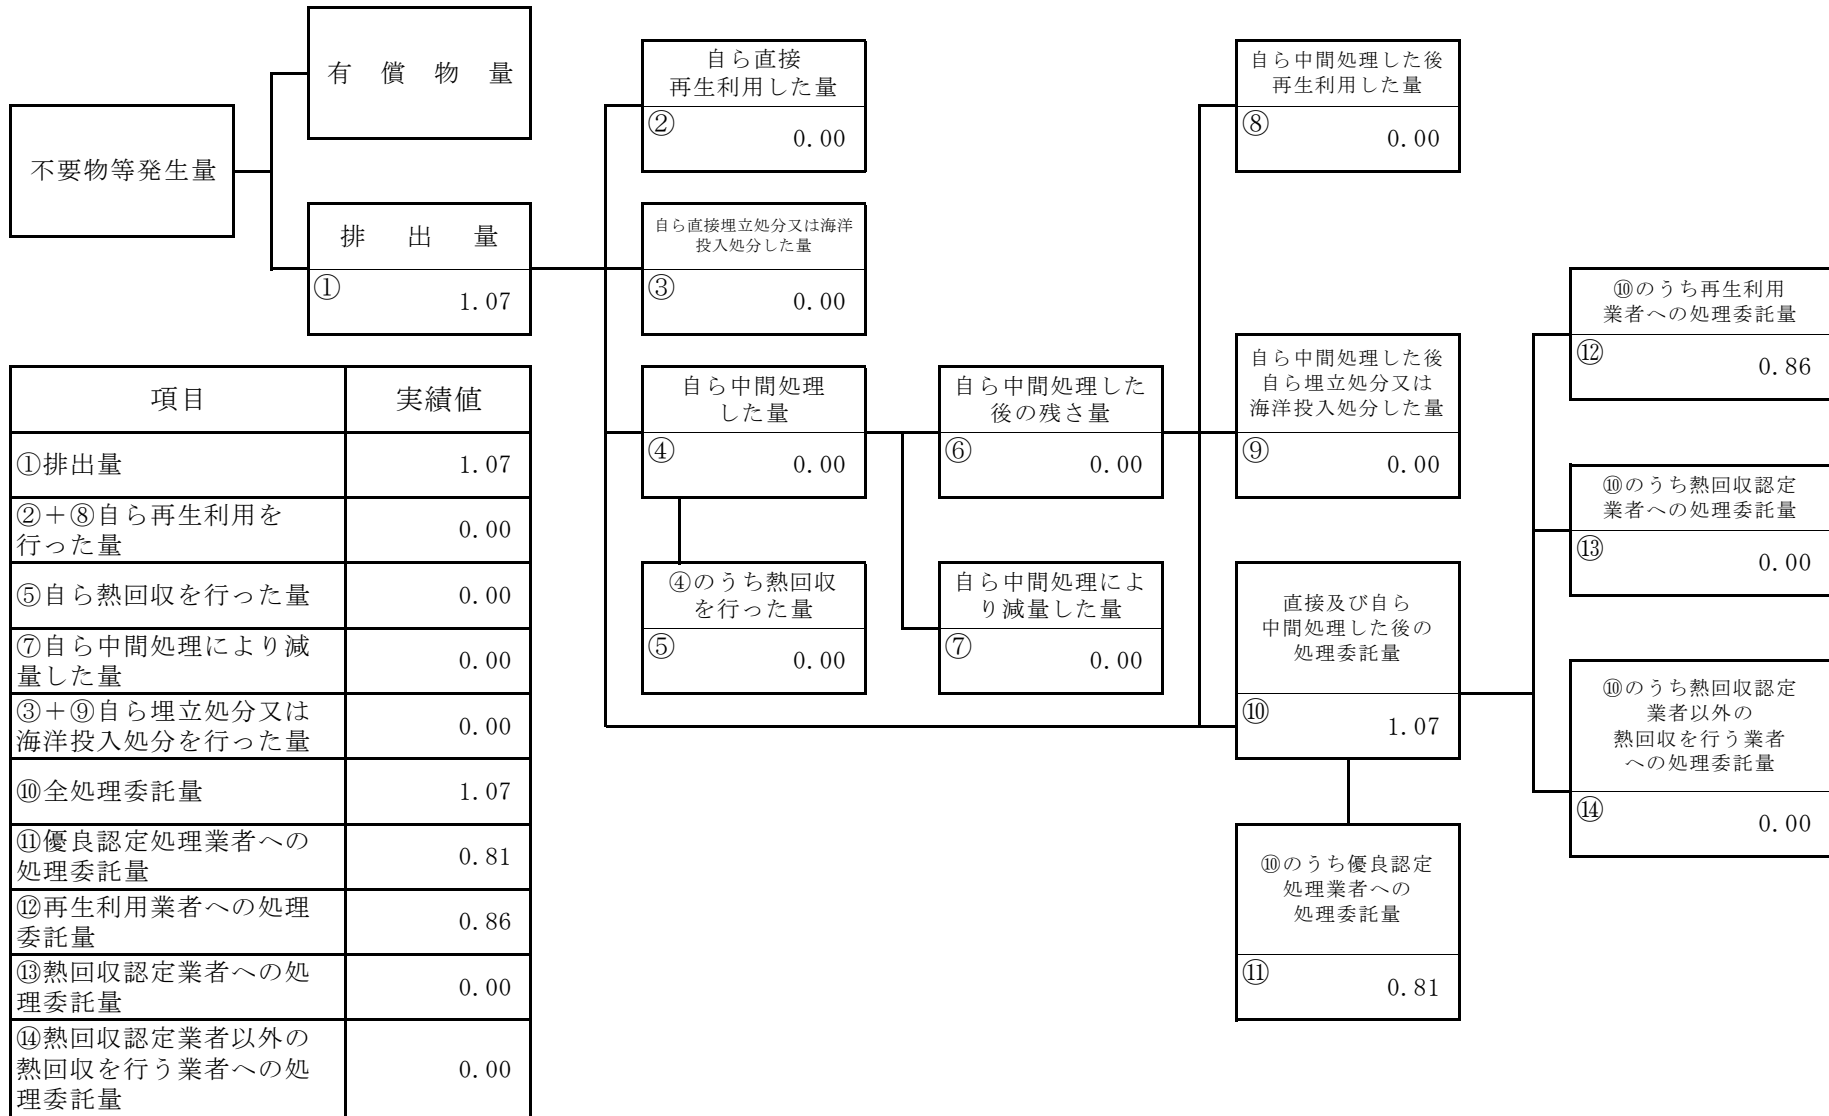 有償物量
不要物等発生量
排出量
①
1.07
自ら直接
再生利用した量
②
0.00
自ら直接埋立処分又は海洋
投入処分した量
③
0.00
自ら中間処理
した量
④
0.00
④のうち熱回収
を行った量
⑤
0.00
自ら中間処理した
後の残さ量
⑥
0.00
自ら中間処理によ
り減量した量
⑦
0.00
自ら中間処理した後
再生利用した量
⑧
0.00
自ら中間処理した後
自ら埋立処分又は
海洋投入処分した量
⑨
0.00
直接及び自ら
中間処理した後の
処理委託量
⑩
1.07
⑩のうち優良認定
処理業者への
処理委託量
⑪
0.81
⑩のうち再生利用
業者への処理委託量
⑫
0.86
⑩のうち熱回収認定
業者への処理委託量
⑬
0.00
⑩のうち熱回収認定
業者以外の
熱回収を行う業者
への処理委託量
⑭
0.00
項目 実績値
①排出量 1.07
②＋⑧自ら再生利用を
行った量 0.00
⑤自ら熱回収を行った量 0.00
⑦自ら中間処理により減
量した量 0.00
③＋⑨自ら埋立処分又は
海洋投入処分を行った量 0.00
⑩全処理委託量 1.07
⑪優良認定処理業者への
処理委託量 0.81
⑫再生利用業者への処理
委託量 0.86
⑬熱回収認定業者への処
理委託量 0.00
⑭熱回収認定業者以外の
熱回収を行う業者への処
理委託量 0.00